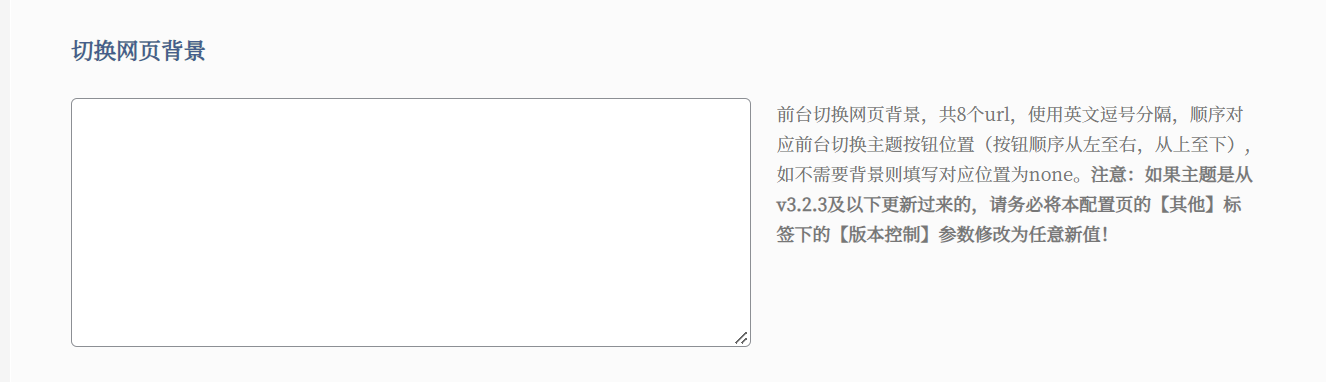 切换网页背景
前台切换网页背景，共8个url，使用英文逗号分隔，顺序对
应前台切换主题按钮位置（按钮顺序从左至右，从上至下），
如不需要背景则填写对应位置为none。注意：如果主题是从
v3.2.3及以下更新过来的，请务必将本配置页的【其他】标
签下的【版本控制】参数修改为任意新值！